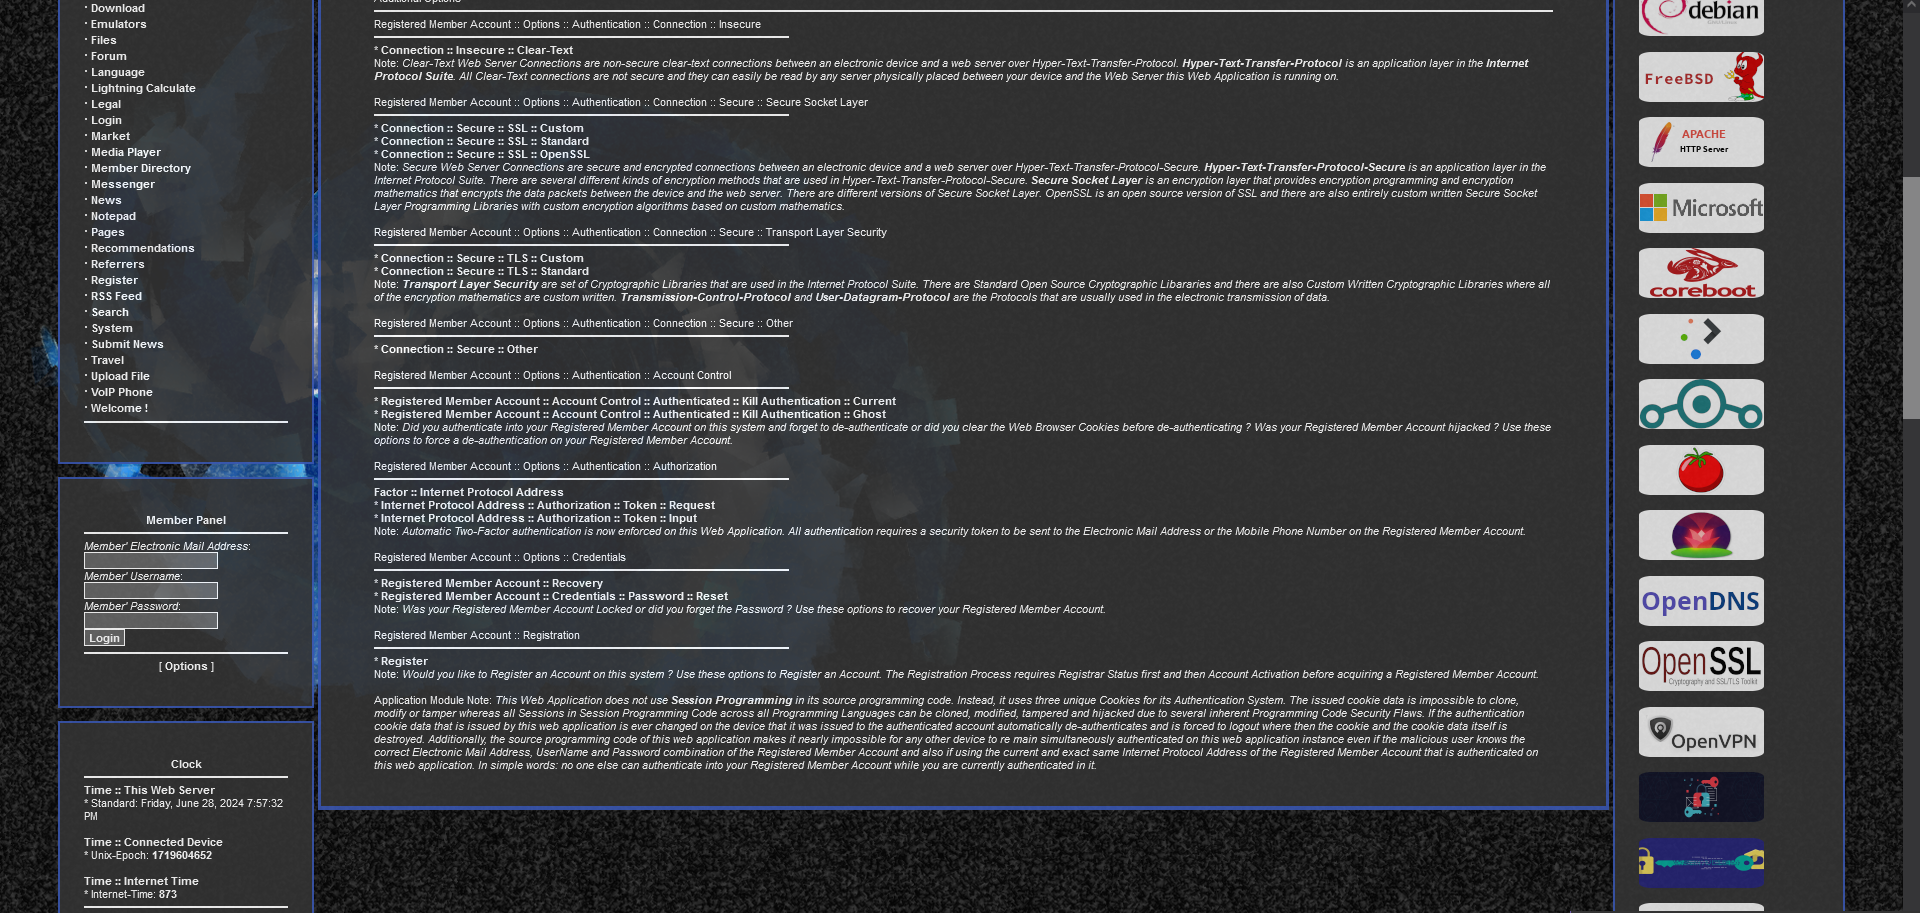 · Download
· Emulators
· Files
· Forum
· Language
· Lightning Calculate
· Legal
· Login
· Market
· Media Player
· Member Directory
· Messenger
· News
· Notepad
· Pages
· Recommendations
· Referrers
· Register
· RSS Feed
· Search
· System
· Submit News
· Travel
· Upload File
· VoIP Phone
· Welcome !
Member Panel
Member' Electronic Mail Address:
Member' Username:
Member' Password:
Login
[ Options ]
Clock
Time :: This Web Server
* Standard: Friday, June 28, 2024 7:57:32
PM
Time :: Connected Device
* Unix-Epoch: 1719604652
Time :: Internet Time
* Internet-Time: 873
Additional Options
Registered Member Account :: Options :: Authentication :: Connection :: Insecure
* Connection :: Insecure :: Clear-Text
Note: Clear-Text Web Server Connections are non-secure clear-text connections between an electronic device and a web server over Hyper-Text-Transfer-Protocol. Hyper-Text-Transfer-Protocol is an application layer in the Internet
Protocol Suite. All Clear-Text connections are not secure and they can easily be read by any server physically placed between your device and the Web Server this Web Application is running on.
Registered Member Account :: Options :: Authentication :: Connection :: Secure :: Secure Socket Layer
* Connection :: Secure :: SSL :: Custom
* Connection :: Secure :: SSL :: Standard
* Connection :: Secure :: SSL :: OpenSSL
Note: Secure Web Server Connections are secure and encrypted connections between an electronic device and a web server over Hyper-Text-Transfer-Protocol-Secure. Hyper-Text-Transfer-Protocol-Secure is an application layer in the
Internet Protocol Suite. There are several different kinds of encryption methods that are used in Hyper-Text-Transfer-Protocol-Secure. Secure Socket Layer is an encryption layer that provides encryption programming and encryption
mathematics that encrypts the data packets between the device and the web server. There are different versions of Secure Socket Layer. OpenSSL is an open source version of SSL and there are also entirely custom written Secure Socket
Layer Programming Libraries with custom encryption algorithms based on custom mathematics.
Registered Member Account :: Options :: Authentication :: Connection :: Secure :: Transport Layer Security
* Connection :: Secure :: TLS :: Custom
* Connection :: Secure :: TLS :: Standard
Note: Transport Layer Security are set of Cryptographic Libraries that are used in the Internet Protocol Suite. There are Standard Open Source Cryptographic Libararies and there are also Custom Written Cryptographic Libraries where all
of the encryption mathematics are custom written. Transmission-Control-Protocol and User-Datagram-Protocol are the Protocols that are usually used in the electronic transmission of data.
Registered Member Account :: Options :: Authentication :: Connection :: Secure :: Other
* Connection :: Secure :: Other
Registered Member Account :: Options :: Authentication :: Account Control
* Registered Member Account :: Account Control :: Authenticated :: Kill Authentication :: Current
* Registered Member Account :: Account Control :: Authenticated :: Kill Authentication :: Ghost
Note: Did you authenticate into your Registered Member Account on this system and forget to de-authenticate or did you clear the Web Browser Cookies before de-authenticating ? Was your Registered Member Account hijacked ? Use these
options to force a de-authentication on your Registered Member Account.
Registered Member Account :: Options :: Authentication :: Authorization
Factor :: Internet Protocol Address
* Internet Protocol Address :: Authorization :: Token :: Request
* Internet Protocol Address :: Authorization :: Token :: Input
Note: Automatic Two-Factor authentication is now enforced on this Web Application. All authentication requires a security token to be sent to the Electronic Mail Address or the Mobile Phone Number on the Registered Member Account.
Registered Member Account :: Options :: Credentials
* Registered Member Account :: Recovery
* Registered Member Account :: Credentials :: Password :: Reset
Note: Was your Registered Member Account Locked or did you forget the Password ? Use these options to recover your Registered Member Account.
Registered Member Account :: Registration
* Register
Note: Would you like to Register an Account on this system ? Use these options to Register an Account. The Registration Process requires Registrar Status first and then Account Activation before acquiring a Registered Member Account.
Application Module Note: This Web Application does not use Session Programming in its source programming code. Instead, it uses three unique Cookies for its Authentication System. The issued cookie data is impossible to clone,
modify or tamper whereas all Sessions in Session Programming Code across all Programming Languages can be cloned, modified, tampered and hijacked due to several inherent Programming Code Security Flaws. If the authentication
cookie data that is issued by this web application is ever changed on the device that it was issued to the authenticated account automatically de-authenticates and is forced to logout where then the cookie and the cookie data itself is
destroyed. Additionally, the source programming code of this web application makes it nearly impossible for any other device to re main simultaneously authenticated on this web application instance even if the malicious user knows the
correct Electronic Mail Address, UserName and Password combination of the Registered Member Account and also if using the current and exact same Internet Protocol Address of the Registered Member Account that is authenticated on
this web application. In simple words: no one else can authenticate into your Registered Member Account while you are currently authenticated in it.
debian
FreeBSD
APACHE
HTTP Server
Microsoft
coreboot
OpenDNS
OpenSSL
Cryptography and SSL/TLS Toolkit
OpenVPN